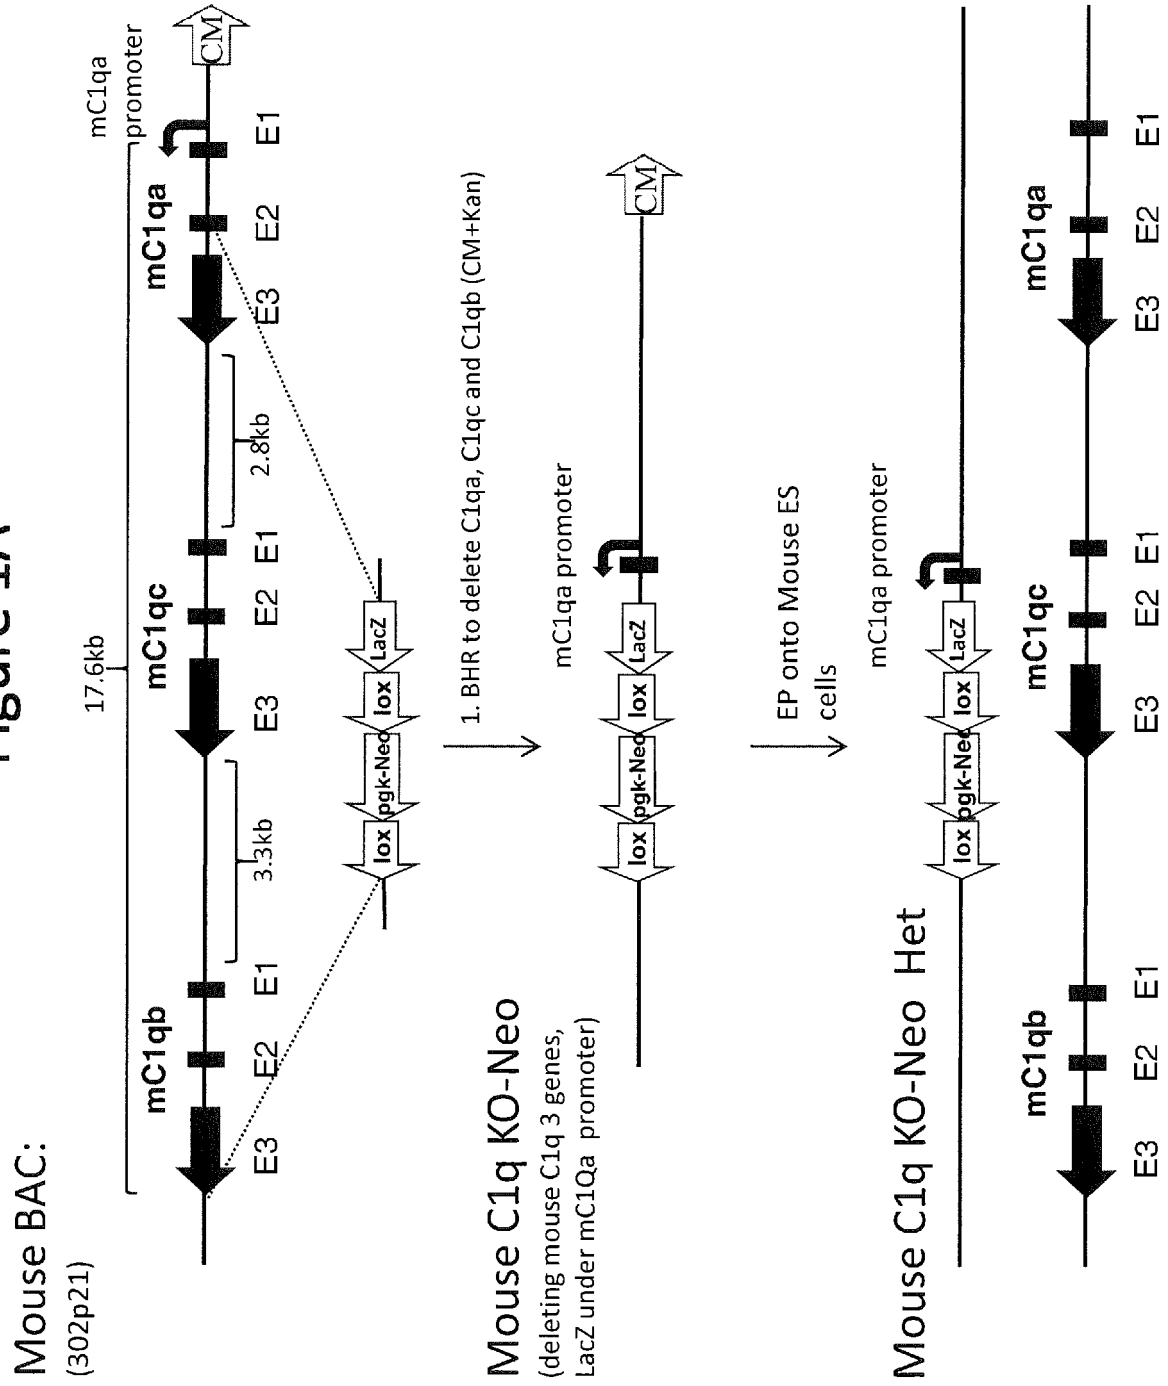 Figure 1A
Mouse BAC:
(302p21)
17.6kb
mC1qa
promoter
mC1qb
mC1qc
mC1qa
CM
E3
E2
E1
E3
E2
E1
E3
E2
E1
3.3kb
2.8kb
lox
pgk-Neo
lox
LacZ
1. BHR to delete C1qa, C1qc and C1qb (CM+Kan)
Mouse C1q KO-Neo
(deleting mouse C1q 3 genes,
LacZ under mC1Qa promoter)
mC1qa promoter
lox
pgk-Neo
lox
LacZ
CM
EP onto Mouse ES
cells
Mouse C1q KO-Neo Het
mC1qa promoter
lox
pgk-Neo
lox
LacZ
mC1qb
mC1qc
mC1qa
E3
E2
E1
E3
E2
E1
E3
E2
E1